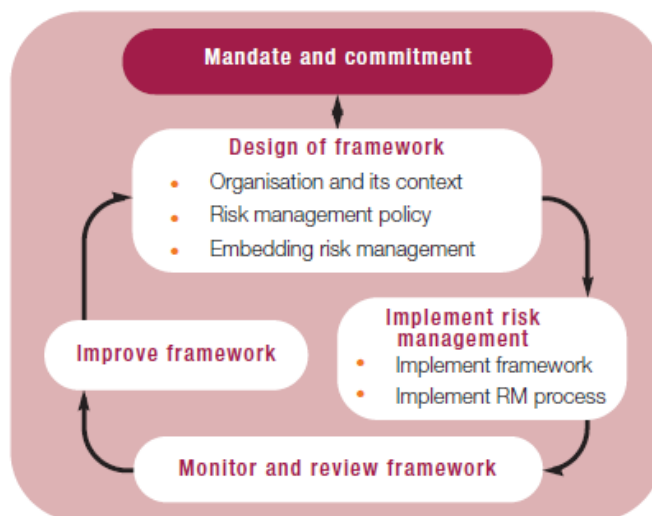 Mandate and commitment
Design of framework
• Organisation and its context
• Risk management policy
• Embedding risk management
Implement risk
management
• Implement framework
• Implement RM process
Improve framework
Monitor and review framework